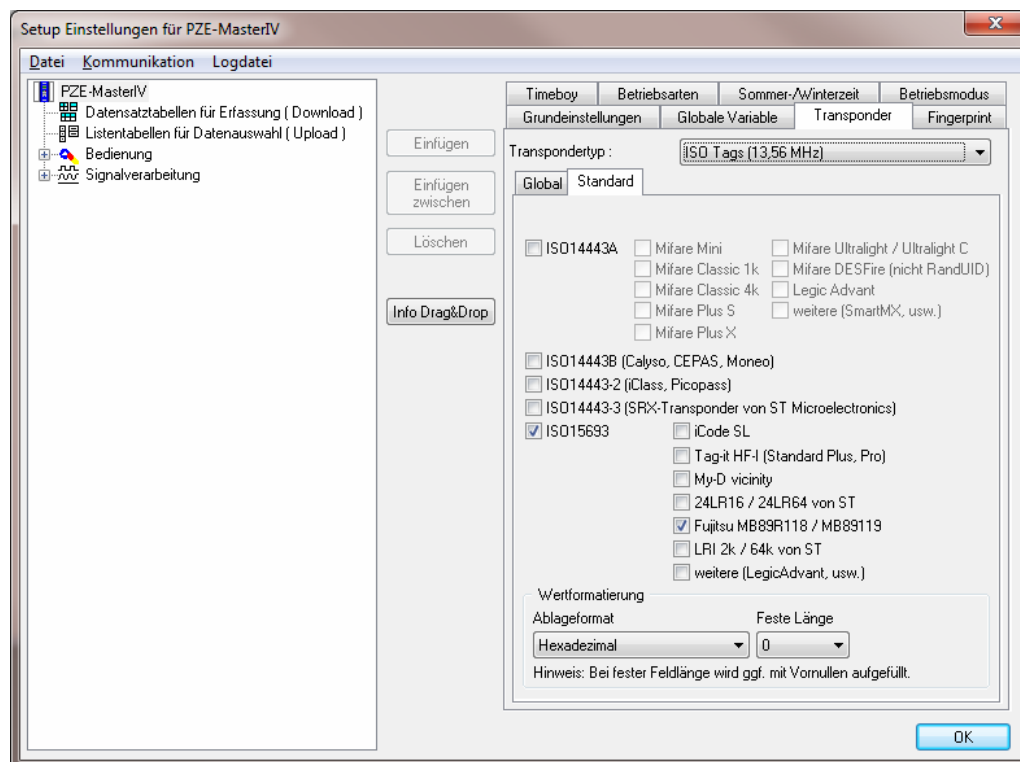 Setup Einstellungen für PZE-MasterIV
Datei Kommunikation Logdatei
PZE-MasterIV
Datensatztabellen für Erfassung ( Download )
Listentabellen für Datenauswahl ( Upload )
Bedienung
Signalverarbeitung
Einfügen
Einfügen
zwischen
Löschen
Info Drag&Drop
Timeboy Betriebsarten Sommer-/Winterzeit Betriebsmodus
Grundeinstellungen Globale Variable Transponder Fingerprint
Transpondertyp : ISO Tags (13,56 MHz)
Global Standard
ISO14443A Mifare Mini Mifare Ultralight / Ultralight C
Mifare Classic 1k Mifare DESFire (nicht RandUID)
Mifare Classic 4k Legic Advant
Mifare Plus S weitere (SmartMX, usw.)
Mifare Plus X
ISO14443B (Calyso, CEPAS, Moneo)
ISO14443-2 (iClass, Picopass)
ISO14443-3 (SRX-Transponder von ST Microelectronics)
ISO15693 iCode SL
Tag-it HF-I (Standard Plus, Pro)
My-D vicinity
24LR16 / 24LR64 von ST
Fujitsu MB89R118 / MB89119
LRI 2k / 64k von ST
weitere (LegicAdvant, usw.)
Wertformatierung
Ablageformat Feste Länge
Hexadezimal 0
Hinweis: Bei fester Feldlänge wird ggf. mit Vornullen aufgefüllt.
OK